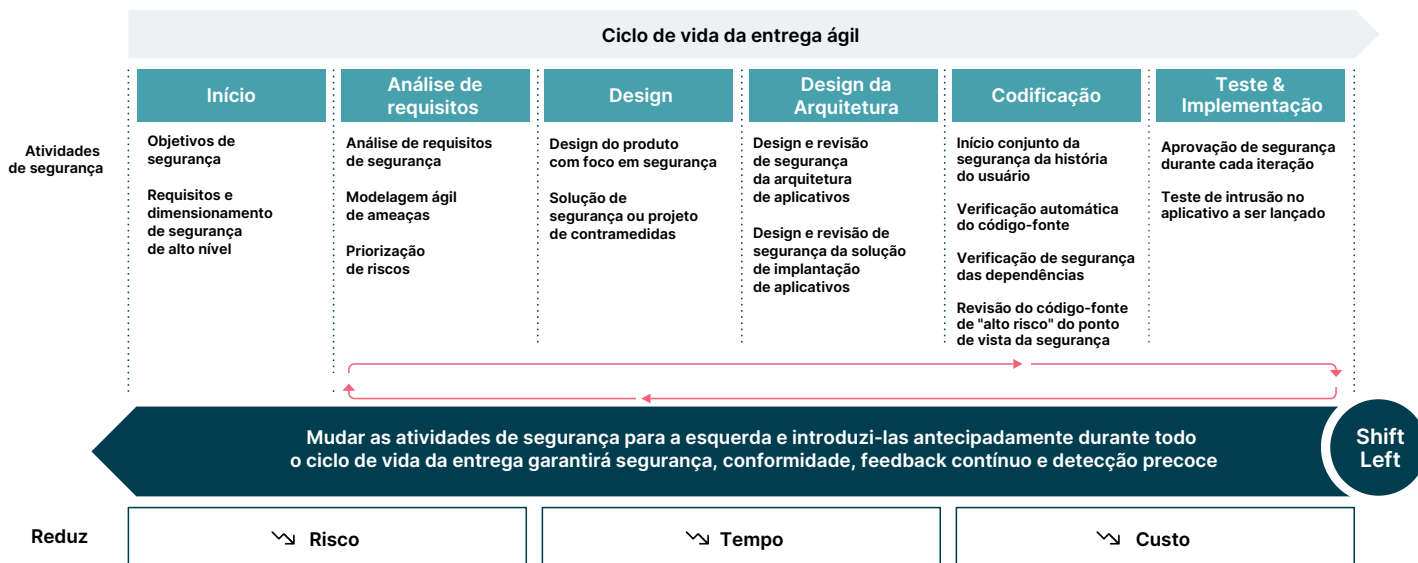 Ciclo de vida da entrega ágil
Atividades
de segurança
Início
Objetivos de
segurança
Requisitos e
dimensionamento
de segurança
de alto nível
Análise de
requisitos
Análise de requisitos
de segurança
Modelagem ágil
de ameaças
Priorização
de riscos
Design
Design do produto
com foco em segurança
Solução de
segurança ou projeto
de contramedidas
Design da
Arquitetura
Design e revisão
de segurança
da arquitetura
de aplicativos
Design e revisão de
segurança da solução
de implantação
de aplicativos
Codificação
Início conjunto da
segurança da história
do usuário
Verificação automática
do código-fonte
Verificação de segurança
das dependências
Revisão do código-fonte
de "alto risco" do ponto
de vista da segurança
Teste &
Implementação
Aprovação de segurança
durante cada iteração
Teste de intrusão no
aplicativo a ser lançado
Mudar as atividades de segurança para a esquerda e introduzi-las antecipadamente durante todo
o ciclo de vida da entrega garantirá segurança, conformidade, feedback contínuo e detecção precoce
Shift
Left
Reduz
Risco
Tempo
Custo